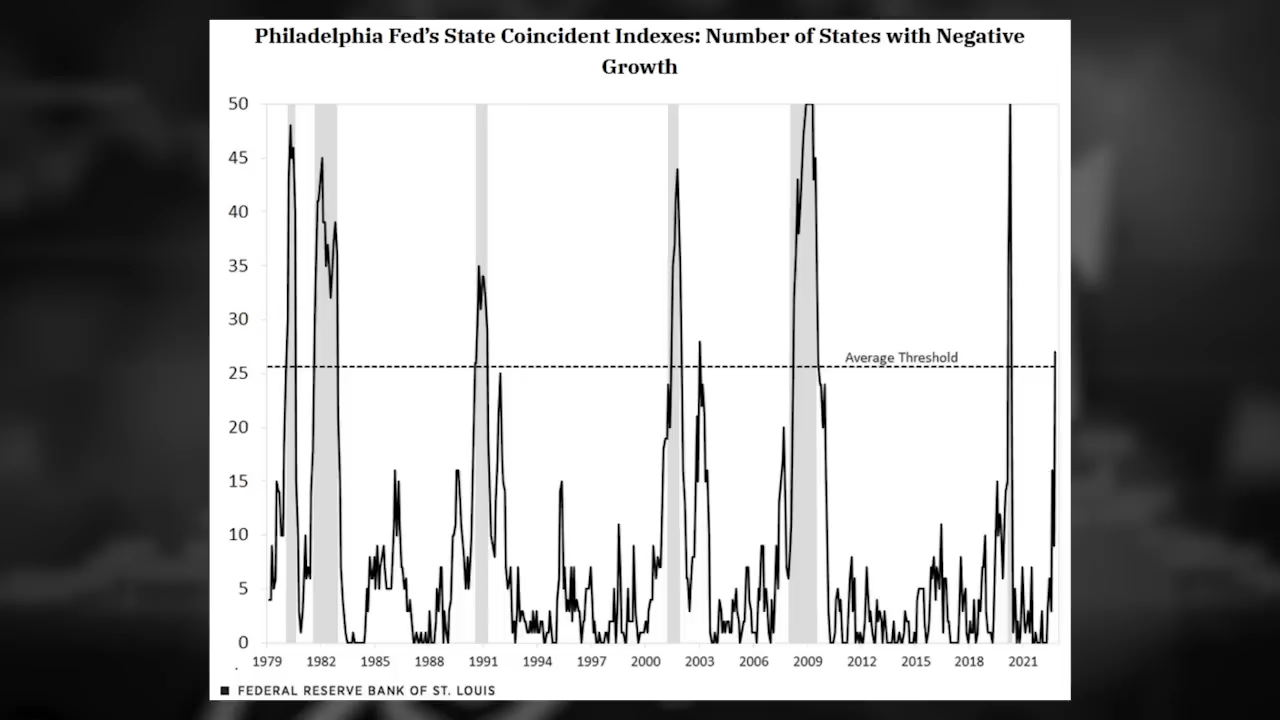 Philadelphia Fed’s State Coincident Indexes: Number of States with Negative
Growth
50
45
40
35
30
25
20
15
10
5
0
Average Threshold
1979 1982 1985 1988 1991 1994 1997 2000 2003 2006 2009 2012 2015 2018 2021
FEDERAL RESERVE BANK OF ST. LOUIS